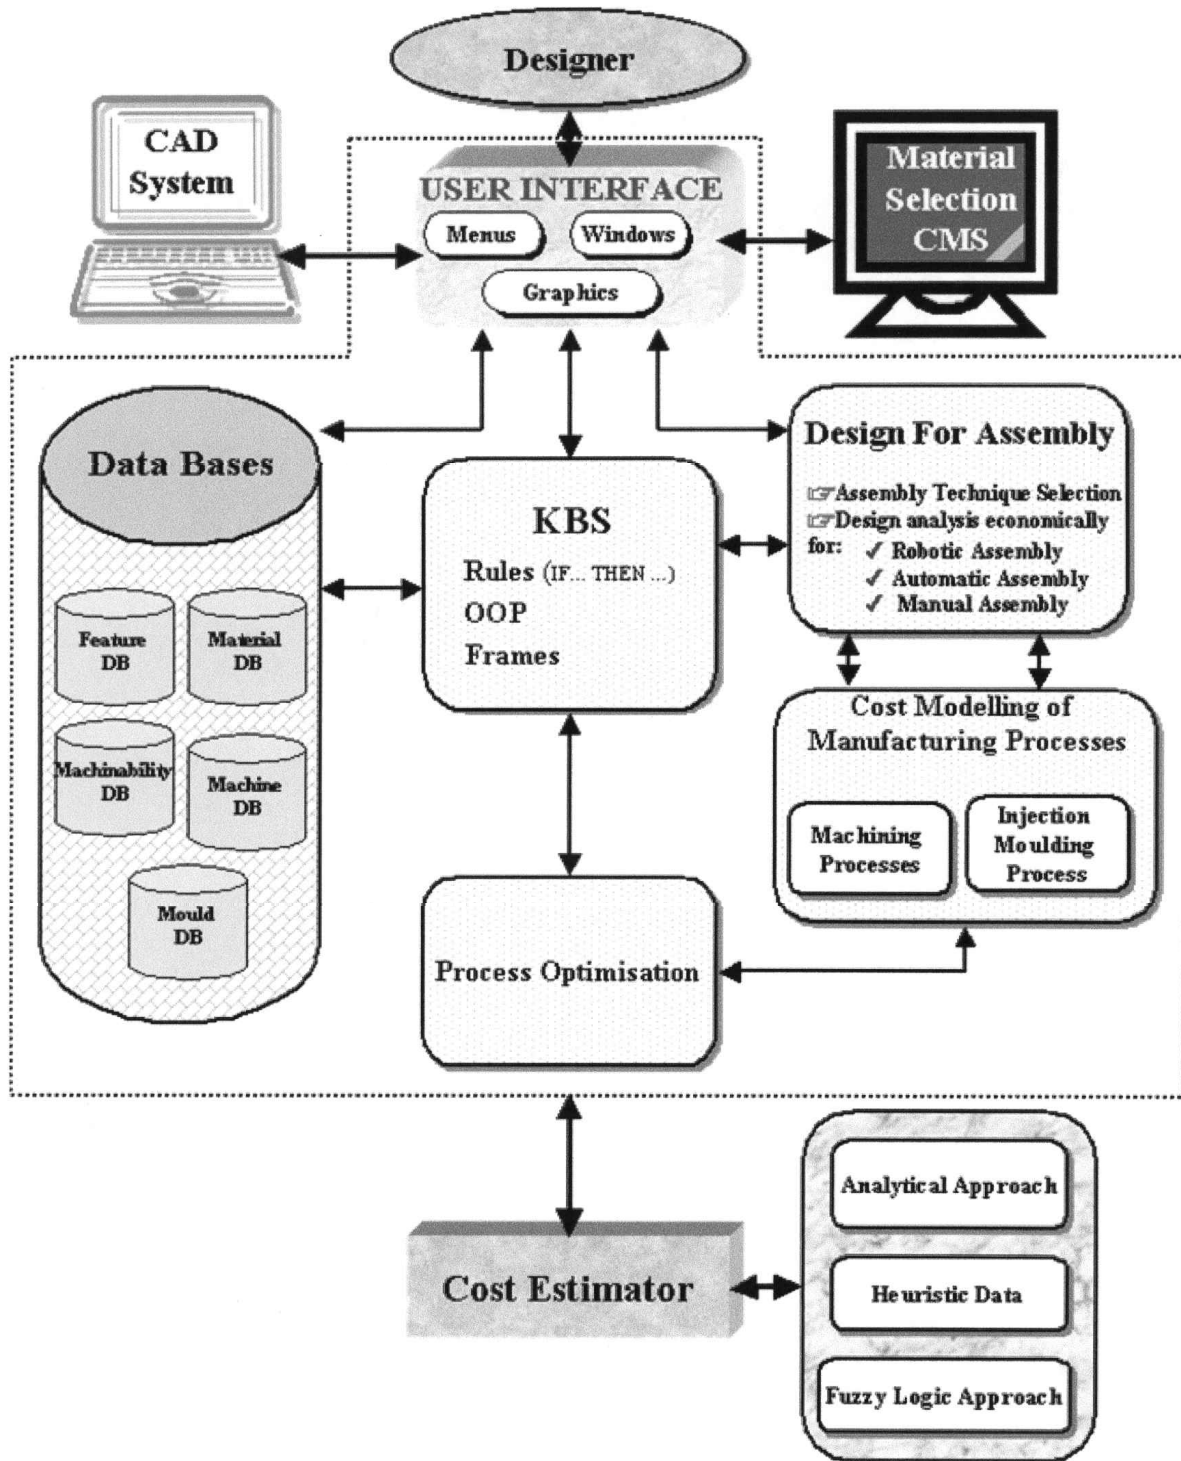 Designer
CAD
System
USER INTERFACE
Menus
Windows
Graphics
Material
Selection
CMS
Data Bases
Feature
DB
Material
DB
Machinability
DB
Machine
DB
Mould
DB
KBS
Rules (IF... THEN ...)
OOP
Frames
Design For Assembly
☞Assembly Technique Selection
☞Design analysis economically
for: ✓ Robotic Assembly
✓ Automatic Assembly
✓ Manual Assembly
Cost Modelling of
Manufacturing Processes
Machining
Processes
Injection
Moulding
Process
Process Optimisation
Cost Estimator
Analytical Approach
Heuristic Data
Fuzzy Logic Approach